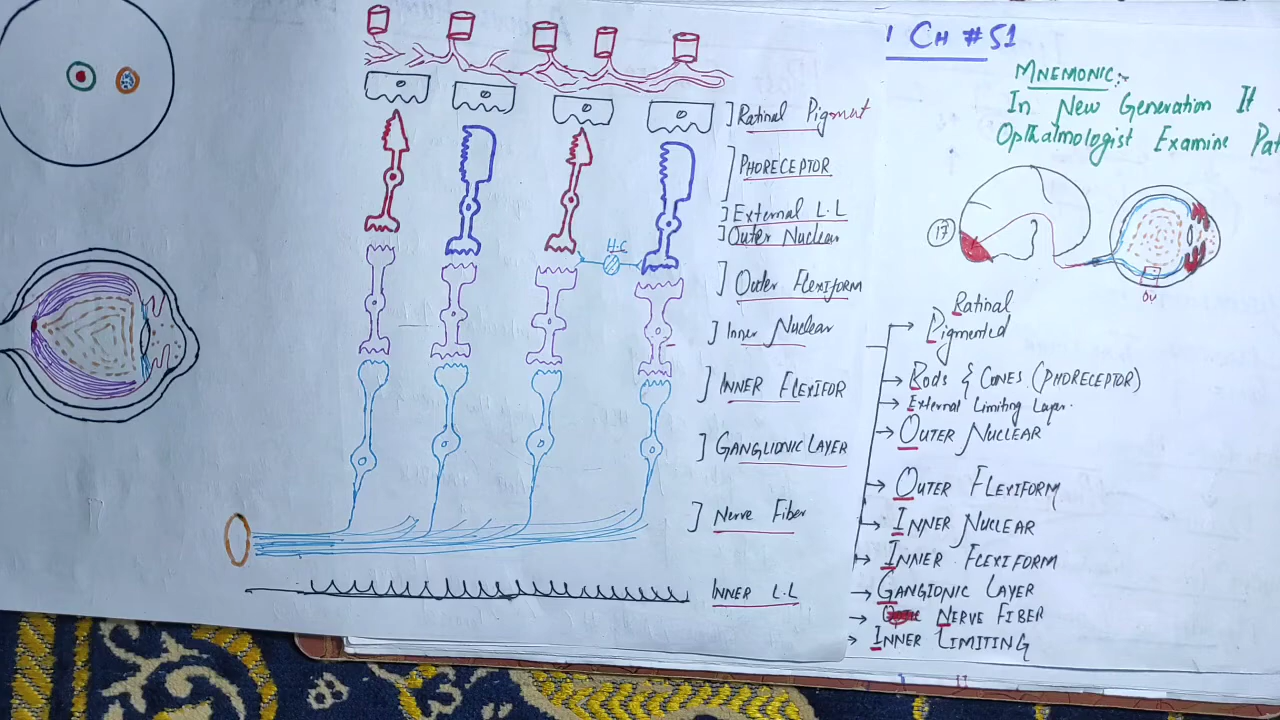 Ratinal Pigment
PHORECEPTOR
External L.L
Outer Nuclear
H.C
Outer Flexiform
Inner Nuclear
INNER FLEXIFOR
GANGLIONIC LAYER
Nerve Fiber
INNER L.L
CH #51
MNEMONIC:-
In New Generation It
Opthalmologist Examine Pat
17
Ratinal
Pigmented
Rods & CONES (PHORECEPTOR)
External Limiting Layer.
OUTER NUCLEAR
OUTER FLEXIFORM
INNER NUCLEAR
INNER FLEXIFORM
GANGIONIC LAYER
NERVE FIBER
INNER LIMITING